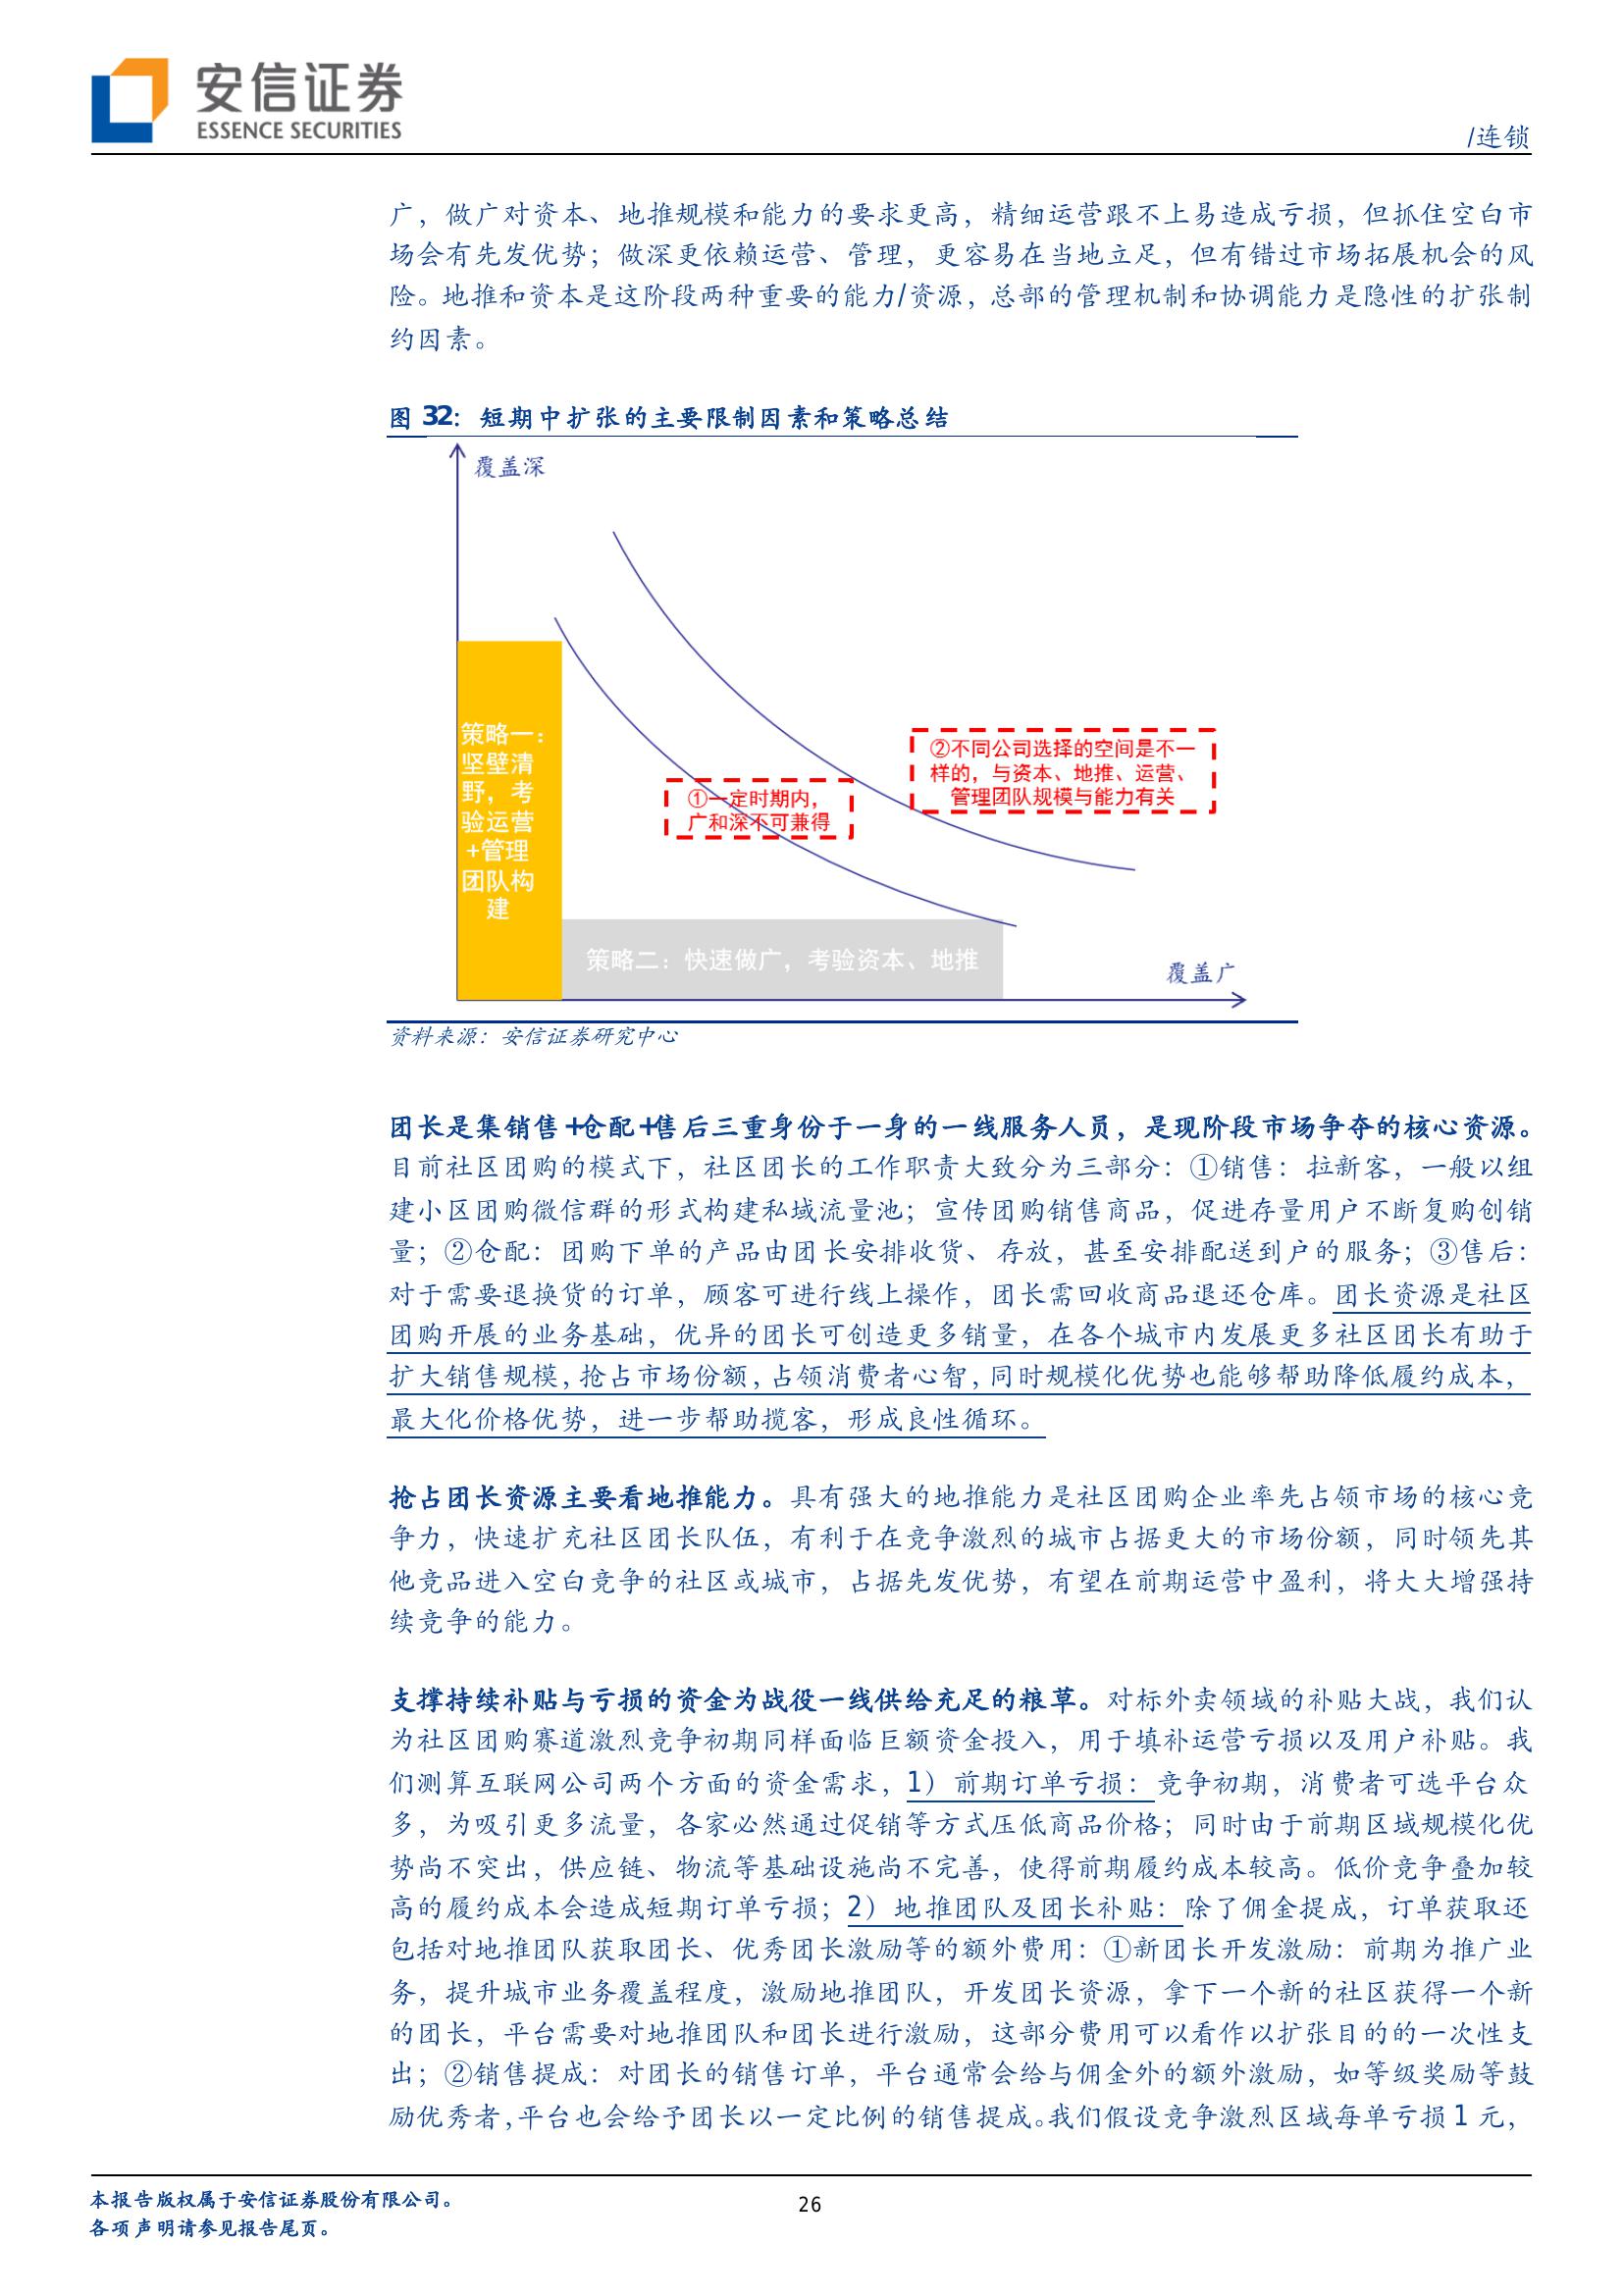 安信证券
ESSENCE SECURITIES
/连锁
广，做广对资本、地推规模和能力的要求更高，精细运营跟不上易造成亏损，但抓住空白市
场会有先发优势；做深更依赖运营、管理，更容易在当地立足，但有错过市场拓展机会的风
险。地推和资本是这阶段两种重要的能力/资源，总部的管理机制和协调能力是隐性的扩张制
约因素。
图 32：短期中扩张的主要限制因素和策略总结
覆盖深
策略一：
坚壁清
野，考
验运营
+管理
团队构
建
①一定时期内，
广和深不可兼得
②不同公司选择的空间是不一
样的，与资本、地推、运营、
管理团队规模与能力有关
策略二：快速做广，考验资本、地推
覆盖广
资料来源：安信证券研究中心
团长是集销售+仓配+售后三重身份于一身的一线服务人员，是现阶段市场争夺的核心资源。
目前社区团购的模式下，社区团长的工作职责大致分为三部分：①销售：拉新客，一般以组
建小区团购微信群的形式构建私域流量池；宣传团购销售商品，促进存量用户不断复购创销
量；②仓配：团购下单的产品由团长安排收货、存放，甚至安排配送到户的服务；③售后：
对于需要退换货的订单，顾客可进行线上操作，团长需回收商品退还仓库。团长资源是社区
团购开展的业务基础，优异的团长可创造更多销量，在各个城市内发展更多社区团长有助于
扩大销售规模，抢占市场份额，占领消费者心智，同时规模化优势也能够帮助降低履约成本，
最大化价格优势，进一步帮助揽客，形成良性循环。
抢占团长资源主要看地推能力。具有强大的地推能力是社区团购企业率先占领市场的核心竞
争力，快速扩充社区团长队伍，有利于在竞争激烈的城市占据更大的市场份额，同时领先其
他竞品进入空白竞争的社区或城市，占据先发优势，有望在前期运营中盈利，将大大增强持
续竞争的能力。
支撑持续补贴与亏损的资金为战役一线供给充足的粮草。对标外卖领域的补贴大战，我们认
为社区团购赛道激烈竞争初期同样面临巨额资金投入，用于填补运营亏损以及用户补贴。我
们测算互联网公司两个方面的资金需求，1）前期订单亏损：竞争初期，消费者可选平台众
多，为吸引更多流量，各家必然通过促销等方式压低商品价格；同时由于前期区域规模化优
势尚不突出，供应链、物流等基础设施尚不完善，使得前期履约成本较高。低价竞争叠加较
高的履约成本会造成短期订单亏损；2）地推团队及团长补贴：除了佣金提成，订单获取还
包括对地推团队获取团长、优秀团长激励等的额外费用：①新团长开发激励：前期为推广业
务，提升城市业务覆盖程度，激励地推团队，开发团长资源，拿下一个新的社区获得一个新
的团长，平台需要对地推团队和团长进行激励，这部分费用可以看作以扩张目的的一次性支
出；②销售提成：对团长的销售订单，平台通常会给与佣金外的额外激励，如等级奖励等鼓
励优秀者，平台也会给予团长以一定比例的销售提成。我们假设竞争激烈区域每单亏损 1 元，
本报告版权属于安信证券股份有限公司。
各项声明请参见报告尾页。
26